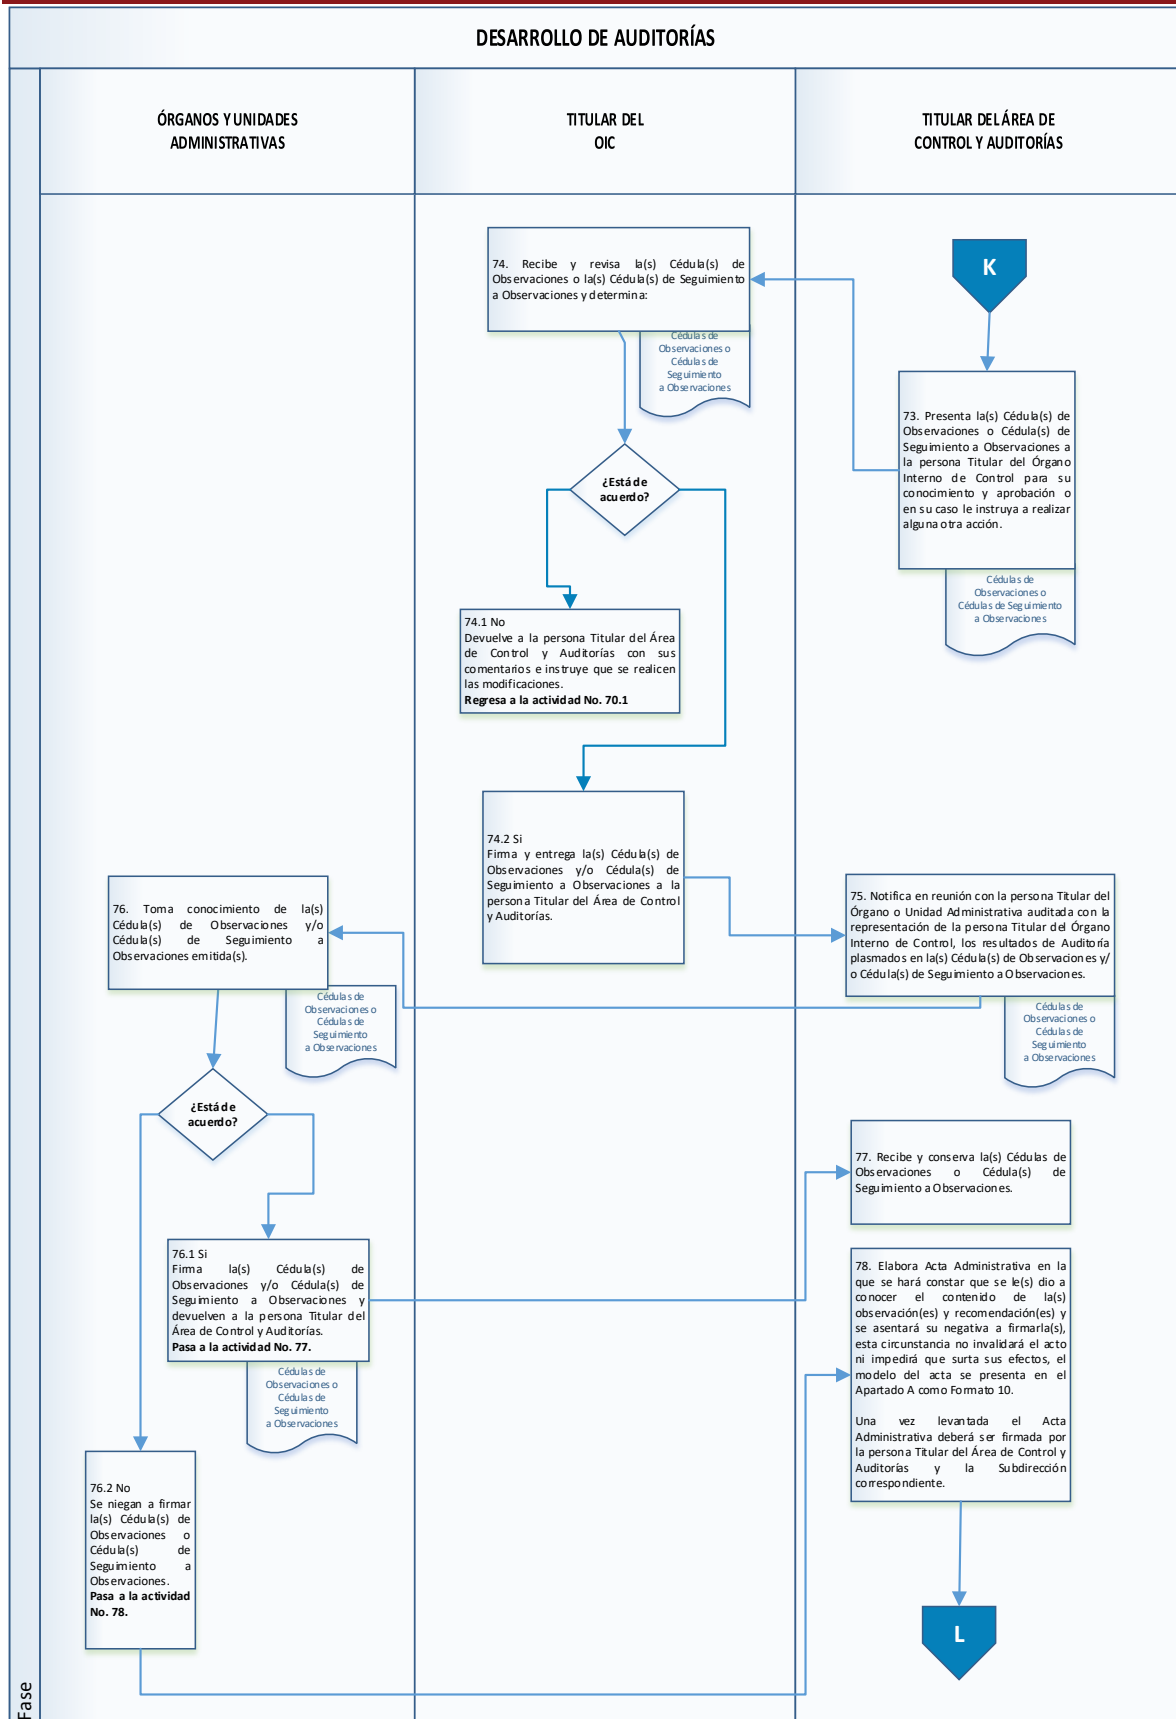 DESARROLLO DE AUDITORÍAS
ÓRGANOS Y UNIDADES
ADMINISTRATIVAS
TITULAR DEL
OIC
TITULAR DEL ÁREA DE
CONTROL Y AUDITORÍAS
K
73. Presenta la(s) Cédula(s) de
Observaciones o Cédula(s) de
Seguimiento a Observaciones a
la persona Titular del Órgano
Interno de Control para su
conocimiento y aprobación o
en su caso le instruya a realizar
alguna otra acción.
Cédulas de
Observaciones o
Cédulas de Seguimiento
a Observaciones
74. Recibe y revisa la(s) Cédula(s) de
Observaciones o la(s) Cédula(s) de Seguimiento
a Observaciones y determina:
Cédulas de
Observaciones o
Cédulas de
Seguimiento
a Observaciones
¿Está de
acuerdo?
74.1 No
Devuelve a la persona Titular del Área
de Control y Auditorías con sus
comentarios e instruye que se realicen
las modificaciones.
Regresa a la actividad No. 70.1
74.2 Si
Firma y entrega la(s) Cédula(s) de
Observaciones y/o Cédula(s) de
Seguimiento a Observaciones a la
persona Titular del Área de Control
y Auditorías.
75. Notifica en reunión con la persona Titular del
Órgano o Unidad Administrativa auditada con la
representación de la persona Titular del Órgano
Interno de Control, los resultados de Auditoría
plasmados en la(s) Cédula(s) de Observaciones y/
o Cédula(s) de Seguimiento a Observaciones.
Cédulas de
Observaciones o
Cédulas de
Seguimiento
a Observaciones
76. Toma conocimiento de la(s)
Cédula(s) de Observaciones y/o
Cédula(s) de Seguimiento a
Observaciones emitida(s).
Cédulas de
Observaciones o
Cédulas de
Seguimiento
a Observaciones
¿Está de
acuerdo?
76.1 Si
Firma la(s) Cédula(s) de
Observaciones y/o Cédula(s) de
Seguimiento a Observaciones y
devuelven a la persona Titular del
Área de Control y Auditorías.
Pasa a la actividad No. 77.
Cédulas de
Observaciones o
Cédulas de
Seguimiento
a Observaciones
76.2 No
Se niegan a firmar
la(s) Cédula(s) de
Observaciones o
Cédula(s) de
Seguimiento a
Observaciones.
Pasa a la actividad
No. 78.
77. Recibe y conserva la(s) Cédulas de
Observaciones o Cédula(s) de
Seguimiento a Observaciones.
78. Elabora Acta Administrativa en la
que se hará constar que se le(s) dio a
conocer el contenido de la(s)
observación(es) y recomendación(es) y
se asentará su negativa a firmarla(s),
esta circunstancia no invalidará el acto
ni impedirá que surta sus efectos, el
modelo del acta se presenta en el
Apartado A como Formato 10.
Una vez levantada el Acta
Administrativa deberá ser firmada por
la persona Titular del Área de Control y
Auditorías y la Subdirección
correspondiente.
L
Fase